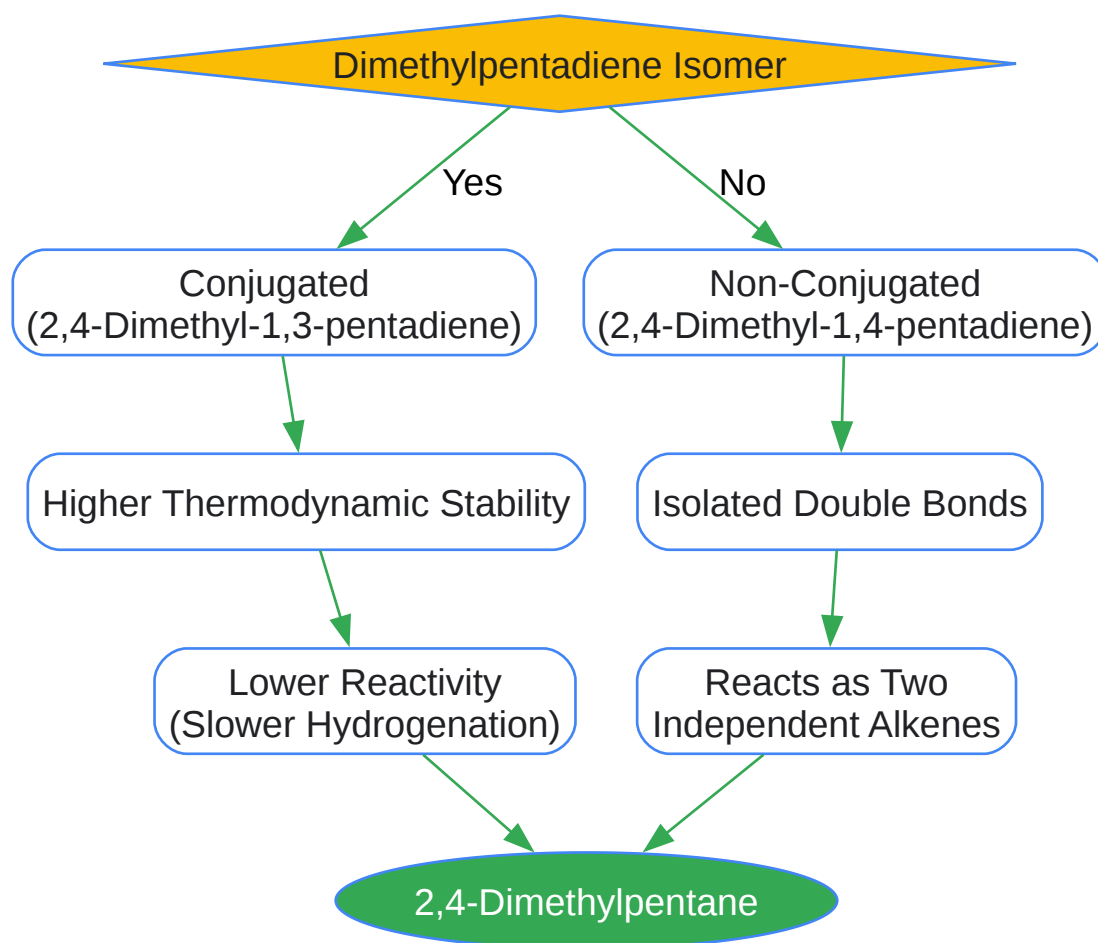 Dimethylpentadiene Isomer
Yes
No
Conjugated
(2,4-Dimethyl-1,3-pentadiene)
Non-Conjugated
(2,4-Dimethyl-1,4-pentadiene)
Higher Thermodynamic Stability
Isolated Double Bonds
Lower Reactivity
(Slower Hydrogenation)
Reacts as Two
Independent Alkenes
2,4-Dimethylpentane